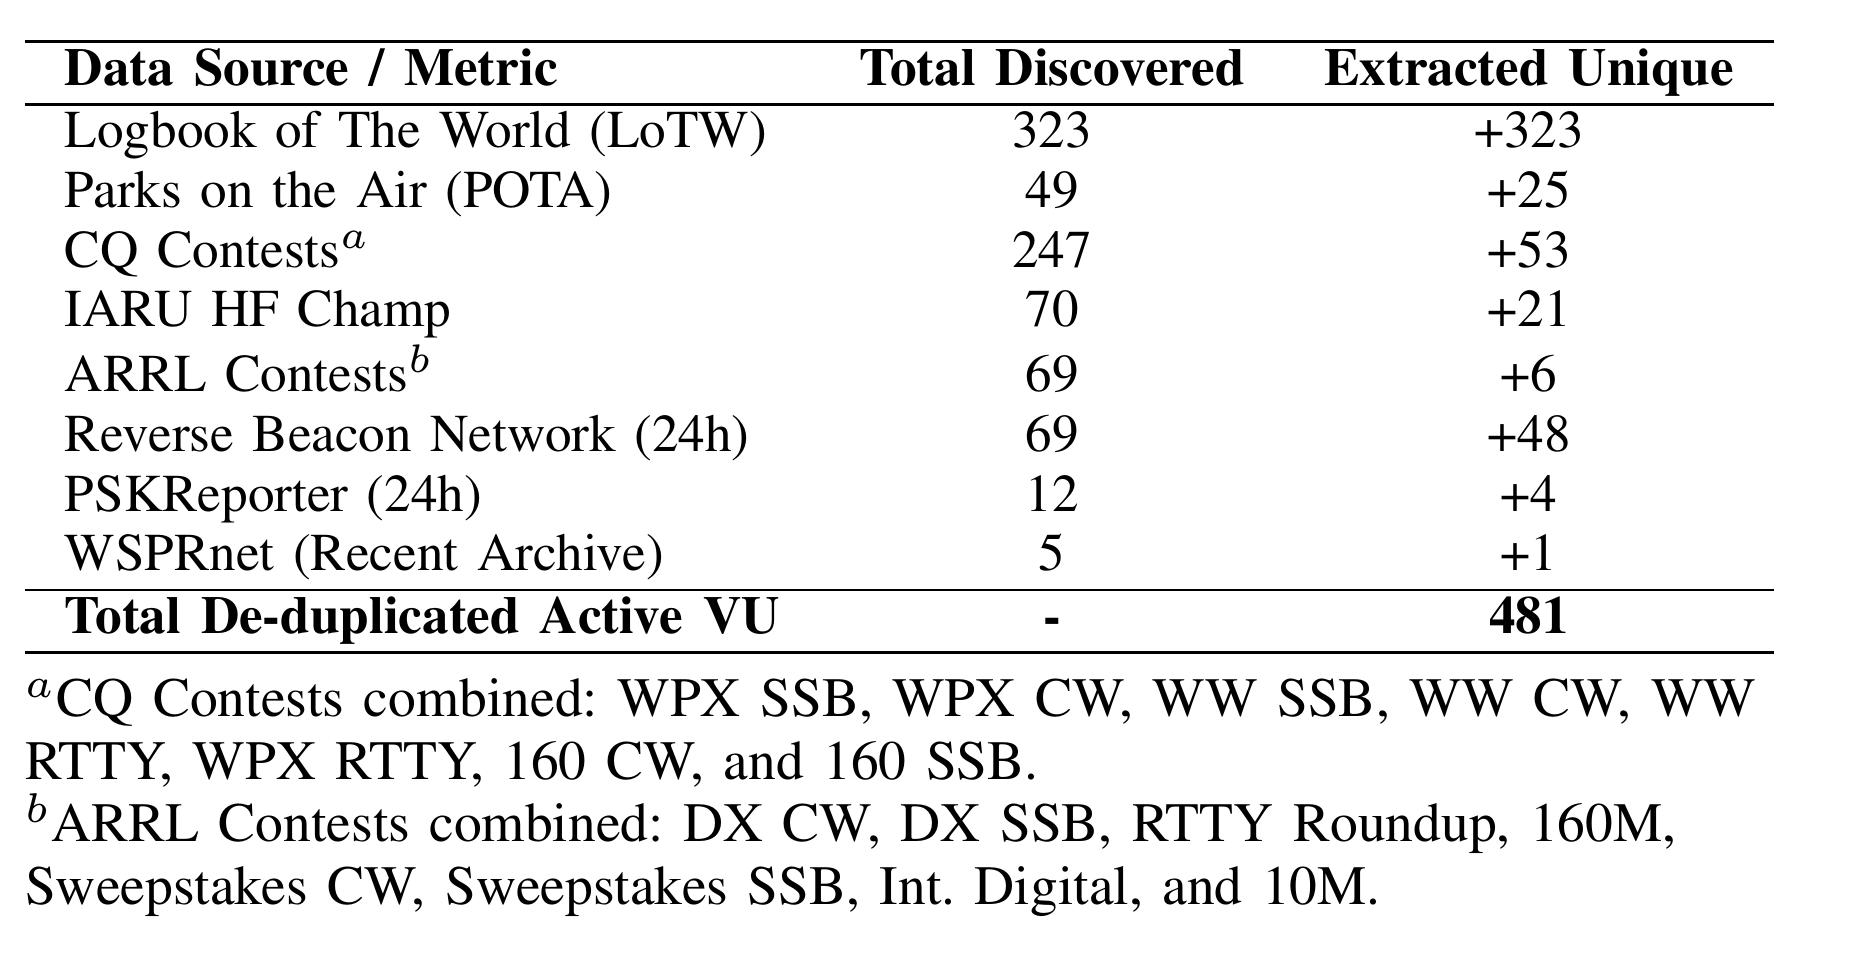 Data Source / Metric Total Discovered Extracted Unique
Logbook of The World (LoTW) 323 +323
Parks on the Air (POTA) 49 +25
CQ Contestsᵃ 247 +53
IARU HF Champ 70 +21
ARRL Contestsᵇ 69 +6
Reverse Beacon Network (24h) 69 +48
PSKReporter (24h) 12 +4
WSPRnet (Recent Archive) 5 +1
Total De-duplicated Active VU - 481
ᵃCQ Contests combined: WPX SSB, WPX CW, WW SSB, WW CW, WW
RTTY, WPX RTTY, 160 CW, and 160 SSB.
ᵇARRL Contests combined: DX CW, DX SSB, RTTY Roundup, 160M,
Sweepstakes CW, Sweepstakes SSB, Int. Digital, and 10M.